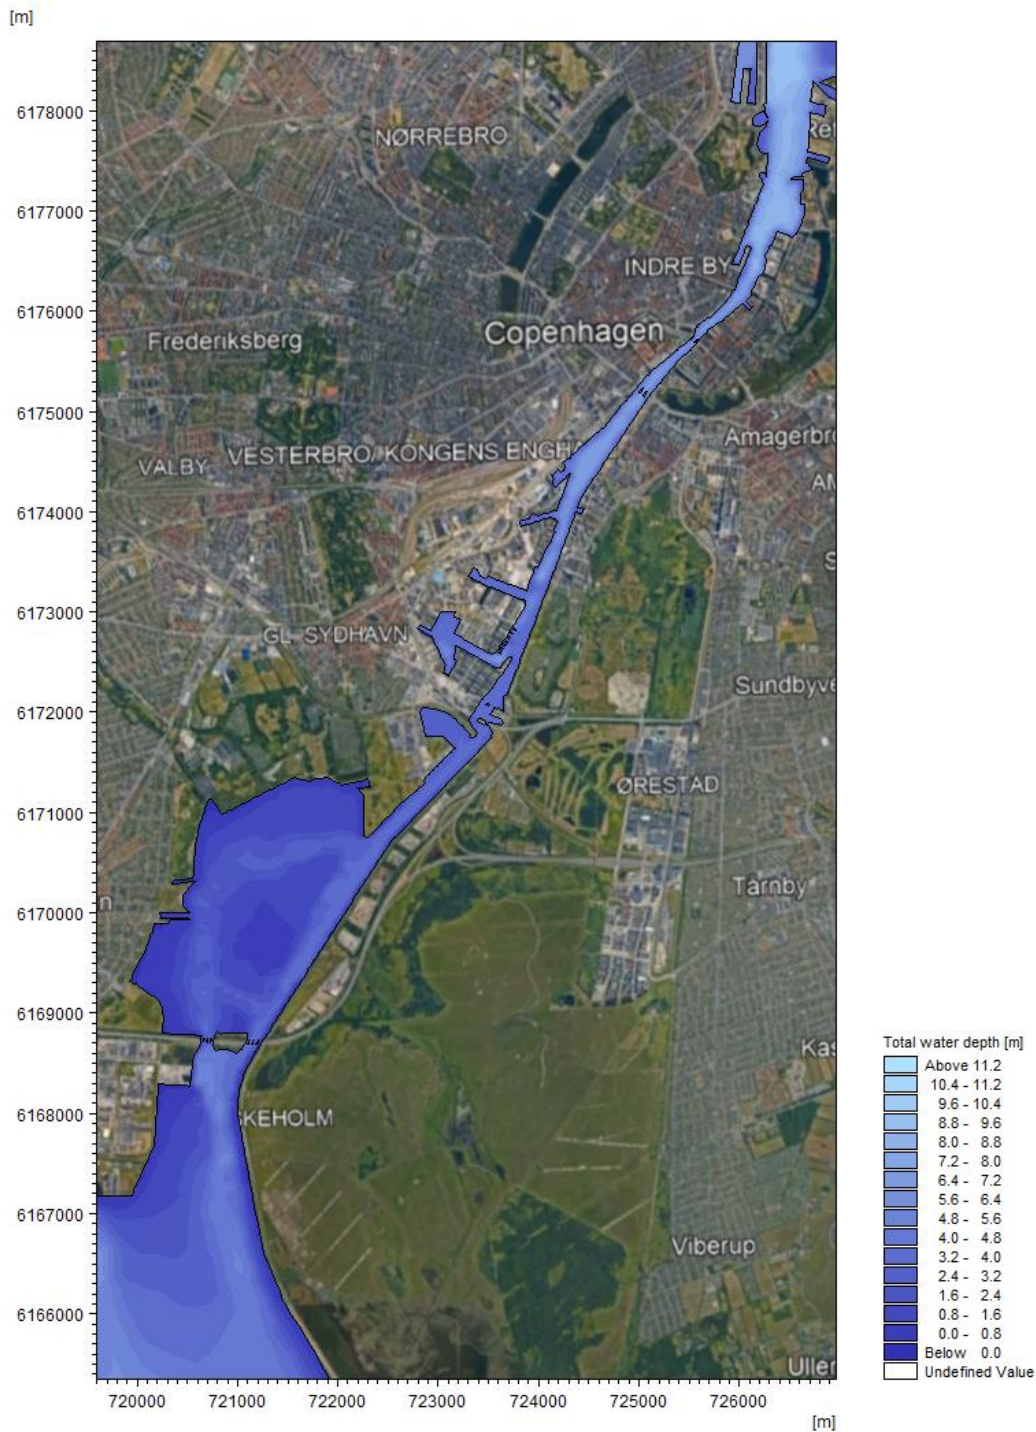 [m]
6178000
NØRREBRO
Ref
6177000
INDRE BY
6176000
Copenhagen
Frederiksberg
6175000
Amagerbro
VESTERBRO/ KONGENS ENGHA
VALBY
AM
6174000
S
6173000
GL. SYDHAVN
Sundbyve
6172000
ØRESTAD
6171000
Tårnby
n
6170000
6169000
Kas
6168000
SKEHOLM
6167000
Viberup
6166000
Uller
720000 721000 722000 723000 724000 725000 726000
[m]
Total water depth [m]
Above 11.2
10.4 - 11.2
9.6 - 10.4
8.8 - 9.6
8.0 - 8.8
7.2 - 8.0
6.4 - 7.2
5.6 - 6.4
4.8 - 5.6
4.0 - 4.8
3.2 - 4.0
2.4 - 3.2
1.6 - 2.4
0.8 - 1.6
0.0 - 0.8
Below 0.0
Undefined Value